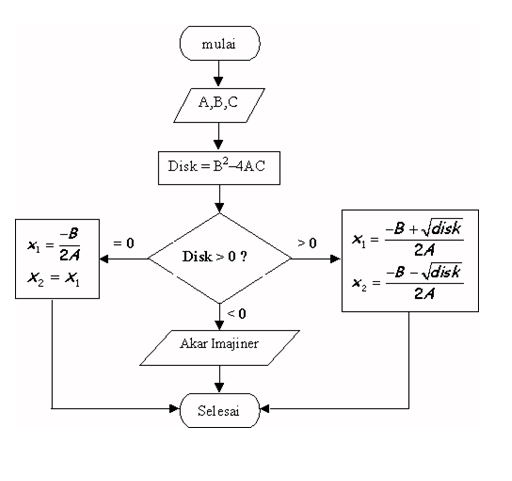 mulai
A,B,C
Disk = B²–4AC
Disk > 0 ?
= 0
> 0
< 0
x₁ = -B / 2A
x₂ = x₁
x₁ = -B + √disk / 2A
x₂ = -B - √disk / 2A
Akar Imajiner
Selesai